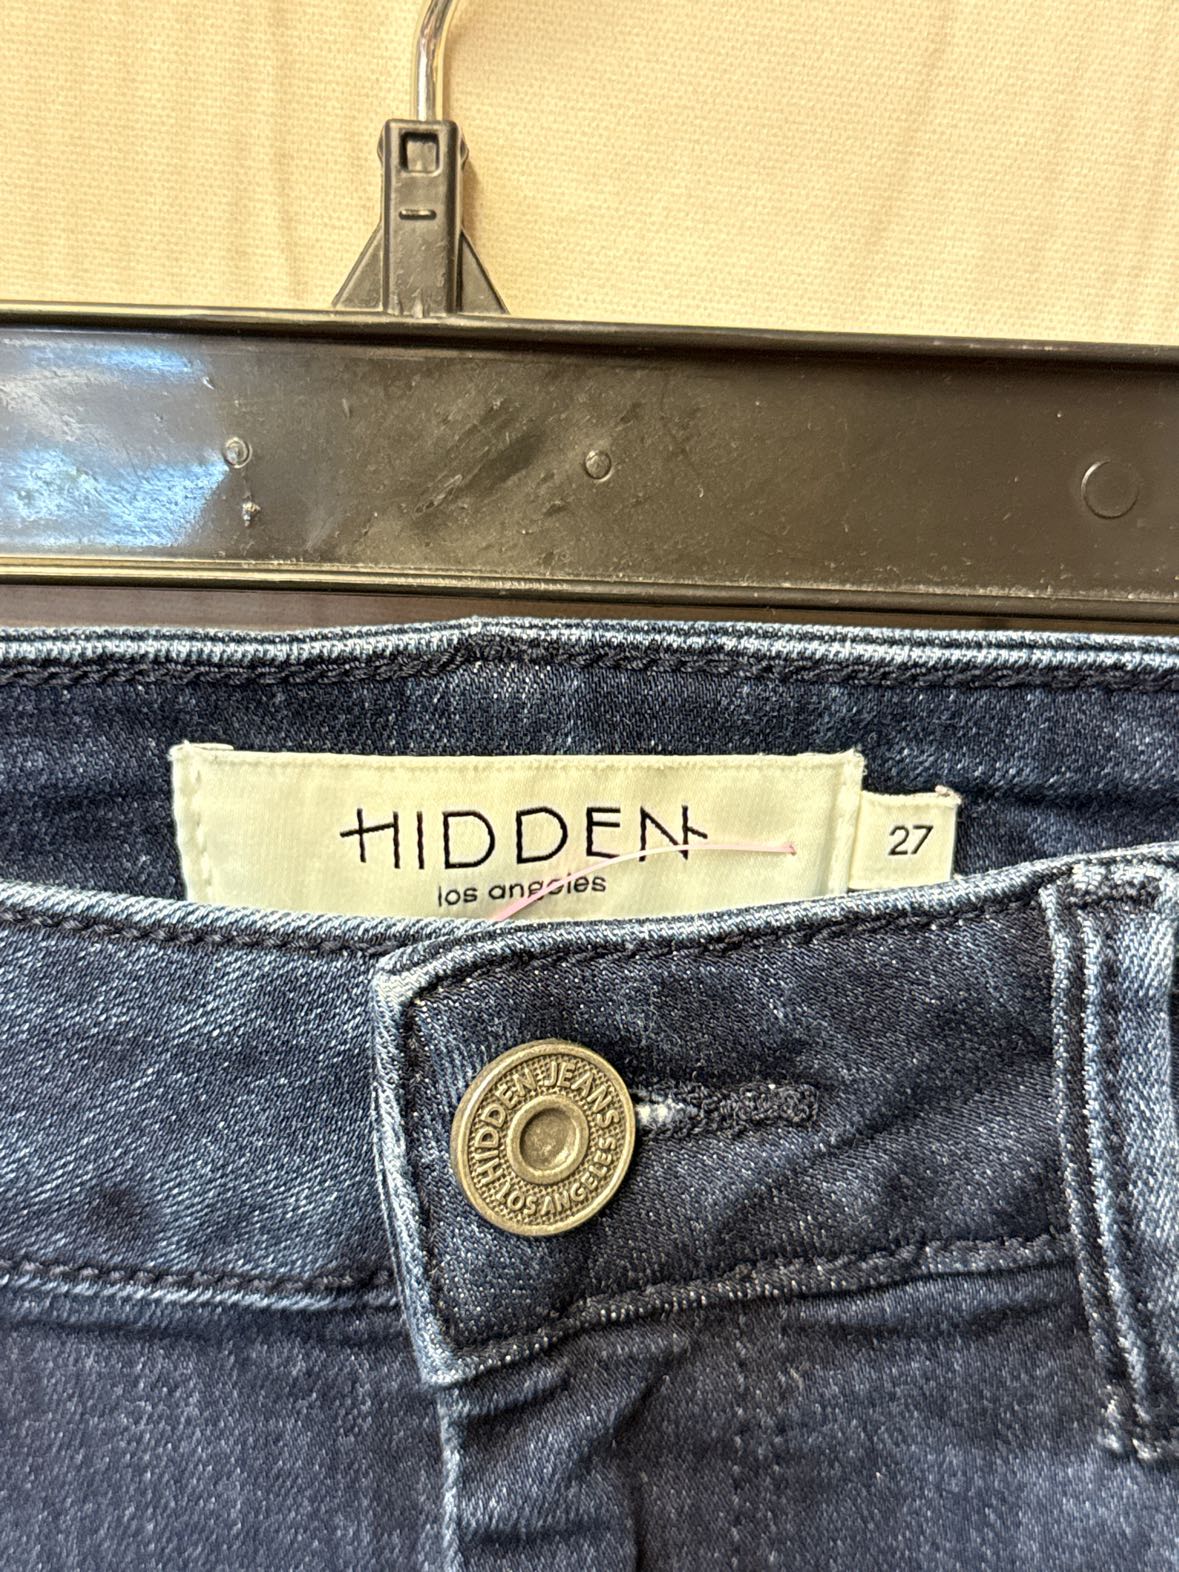 HIDDEN
los angeles
27
HIDDEN JEANS
LOS ANGELES